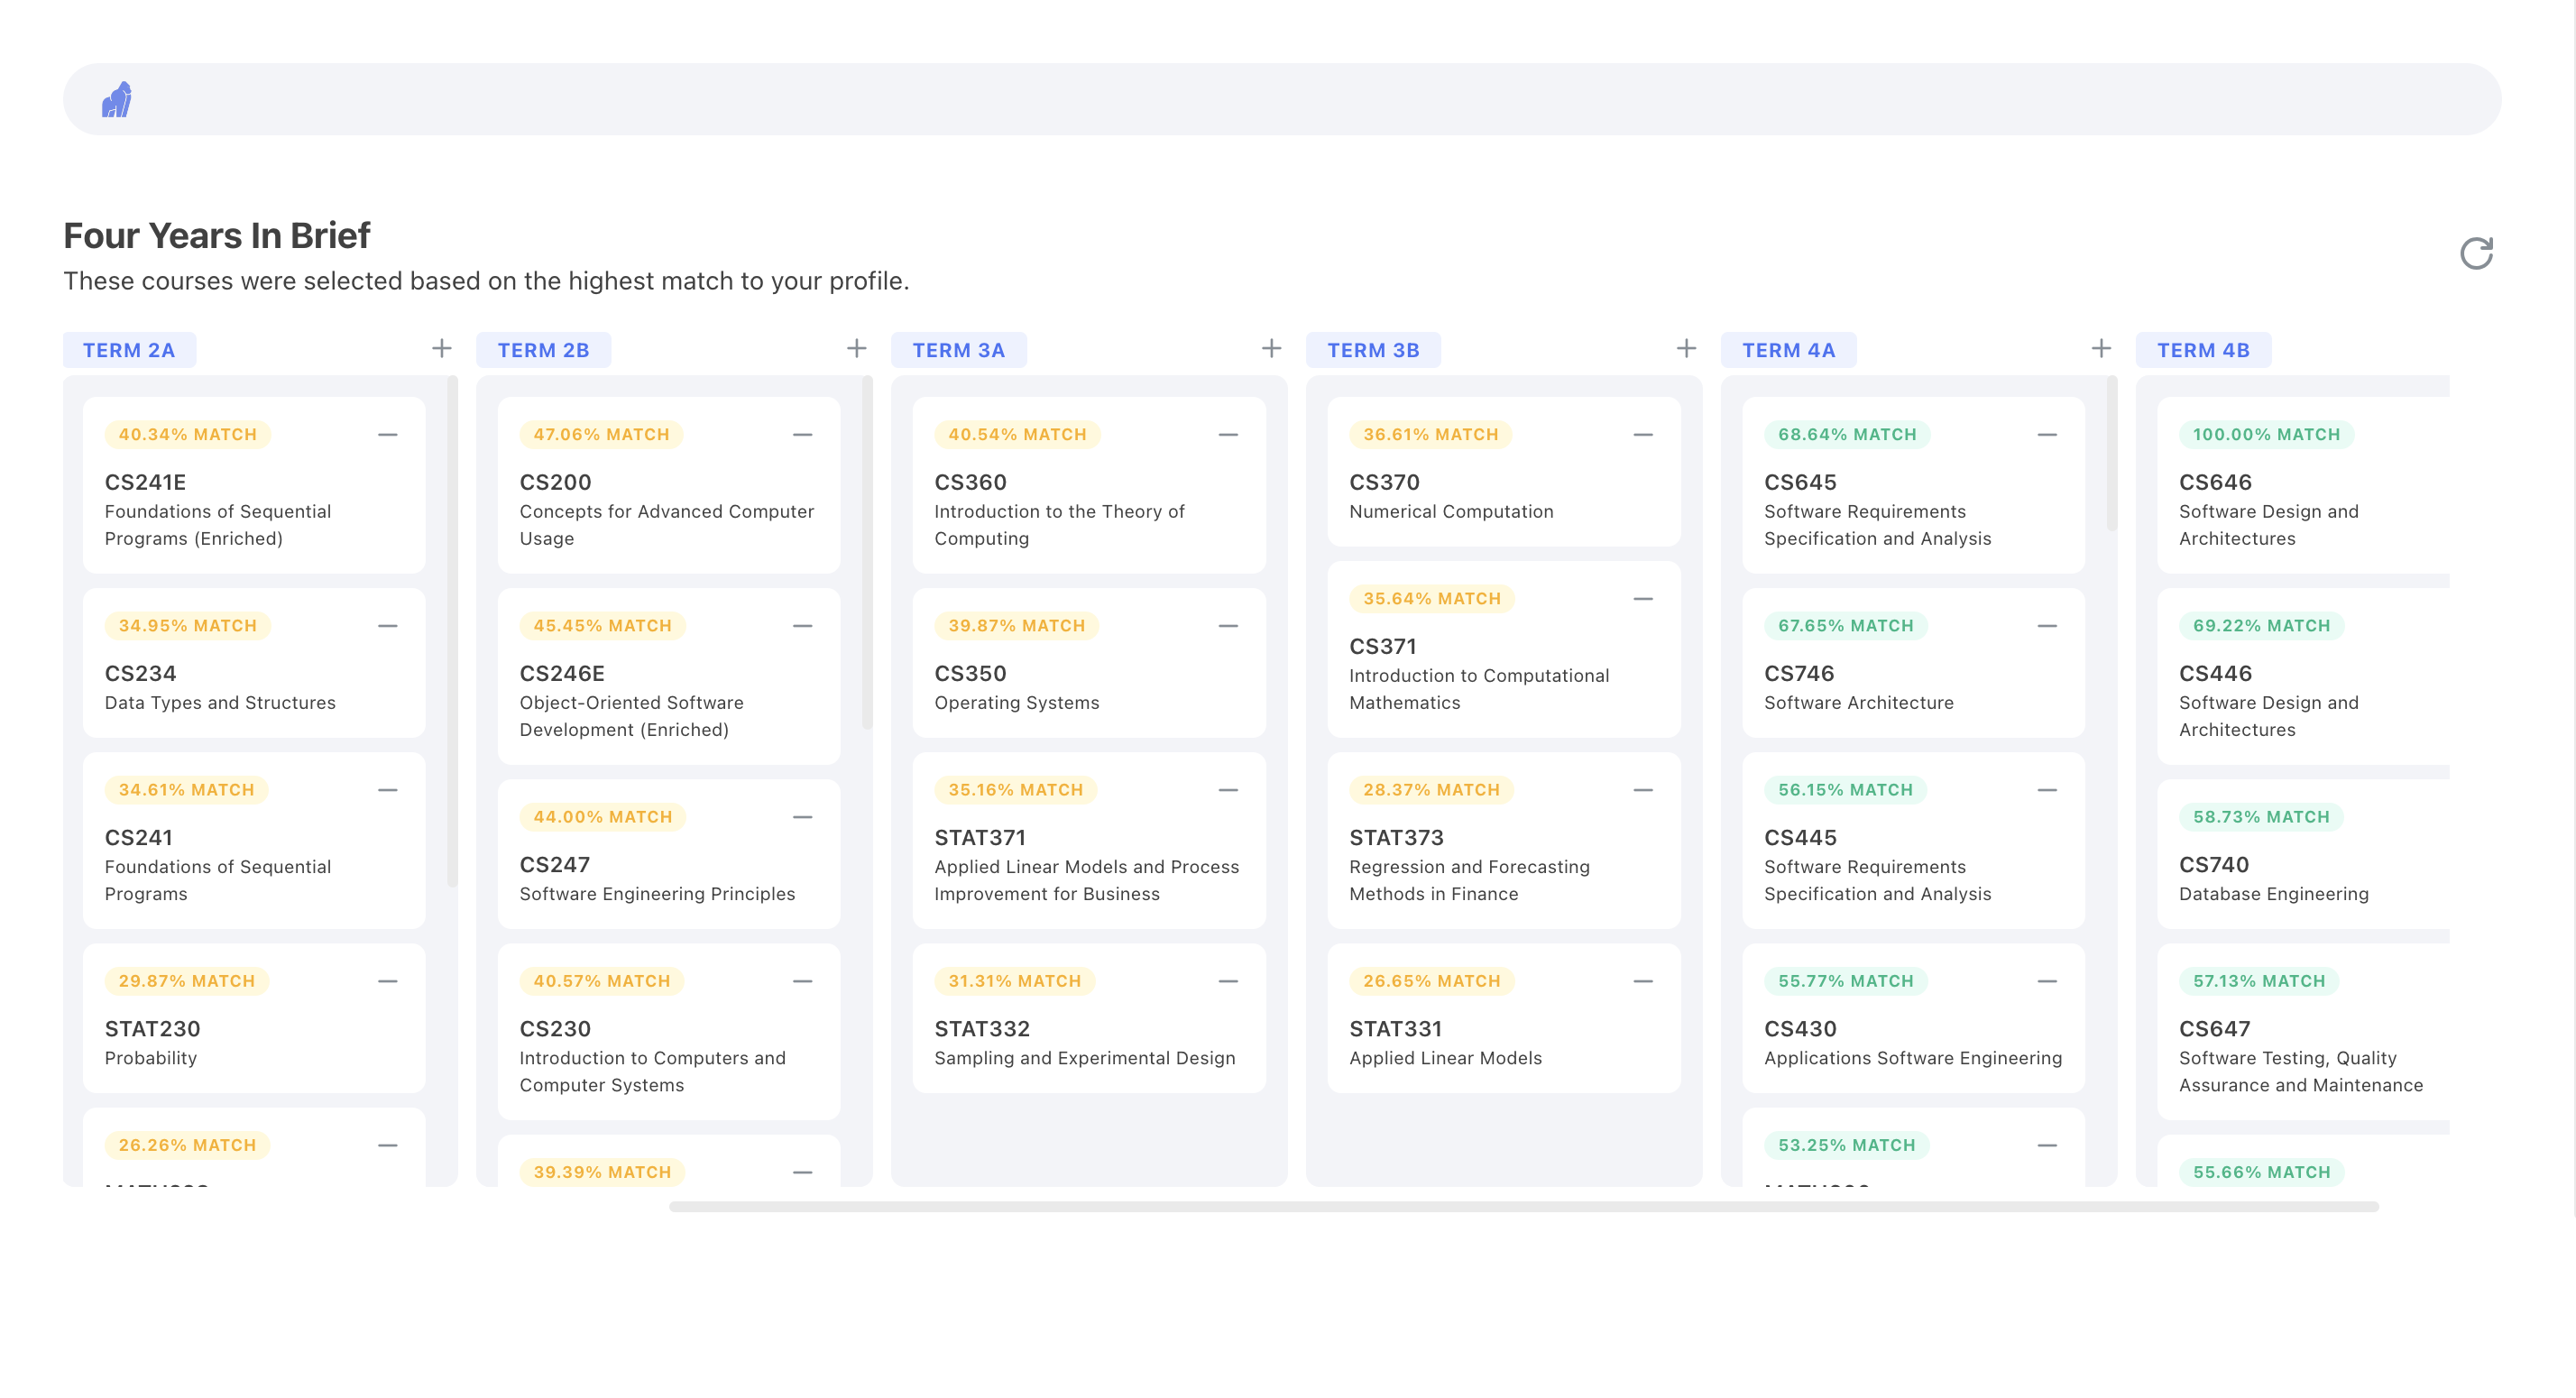 Four Years In Brief
These courses were selected based on the highest match to your profile.
TERM 2A
40.34% MATCH
CS241E
Foundations of Sequential
Programs (Enriched)
34.95% MATCH
CS234
Data Types and Structures
34.61% MATCH
CS241
Foundations of Sequential
Programs
29.87% MATCH
STAT230
Probability
26.26% MATCH
TERM 2B
47.06% MATCH
CS200
Concepts for Advanced Computer
Usage
45.45% MATCH
CS246E
Object-Oriented Software
Development (Enriched)
44.00% MATCH
CS247
Software Engineering Principles
40.57% MATCH
CS230
Introduction to Computers and
Computer Systems
39.39% MATCH
TERM 3A
40.54% MATCH
CS360
Introduction to the Theory of
Computing
39.87% MATCH
CS350
Operating Systems
35.16% MATCH
STAT371
Applied Linear Models and Process
Improvement for Business
31.31% MATCH
STAT332
Sampling and Experimental Design
TERM 3B
36.61% MATCH
CS370
Numerical Computation
35.64% MATCH
CS371
Introduction to Computational
Mathematics
28.37% MATCH
STAT373
Regression and Forecasting
Methods in Finance
26.65% MATCH
STAT331
Applied Linear Models
TERM 4A
68.64% MATCH
CS645
Software Requirements
Specification and Analysis
67.65% MATCH
CS746
Software Architecture
56.15% MATCH
CS445
Software Requirements
Specification and Analysis
55.77% MATCH
CS430
Applications Software Engineering
53.25% MATCH
TERM 4B
100.00% MATCH
CS646
Software Design and
Architectures
69.22% MATCH
CS446
Software Design and
Architectures
58.73% MATCH
CS740
Database Engineering
57.13% MATCH
CS647
Software Testing, Quality
Assurance and Maintenance
55.66% MATCH